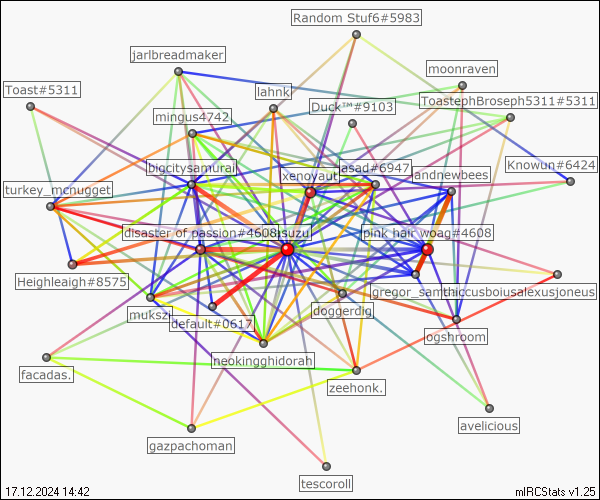 Random Stuf6#5983
jarlbreadmaker
moonraven
Toast#5311
lahnk
ToastephBroseph5311#5311
Duck™#9103
mingus4742
bigcitysamurai
xenoyaut
asad#6947
andnewbees
Knowun#6424
turkey_mcnugget
disaster of passion#4608
jsuzu
pink hair woag#4608
Heighleaigh#8575
gregor_sam
thiccusboiusalexusjoneus
mukszi
default#0617
doggerdig
ogshroom
neokingghidorah
facadas.
zeehonk.
avelicious
gazpachoman
tescoroll
17.12.2024 14:42
mIRCStats v1.25